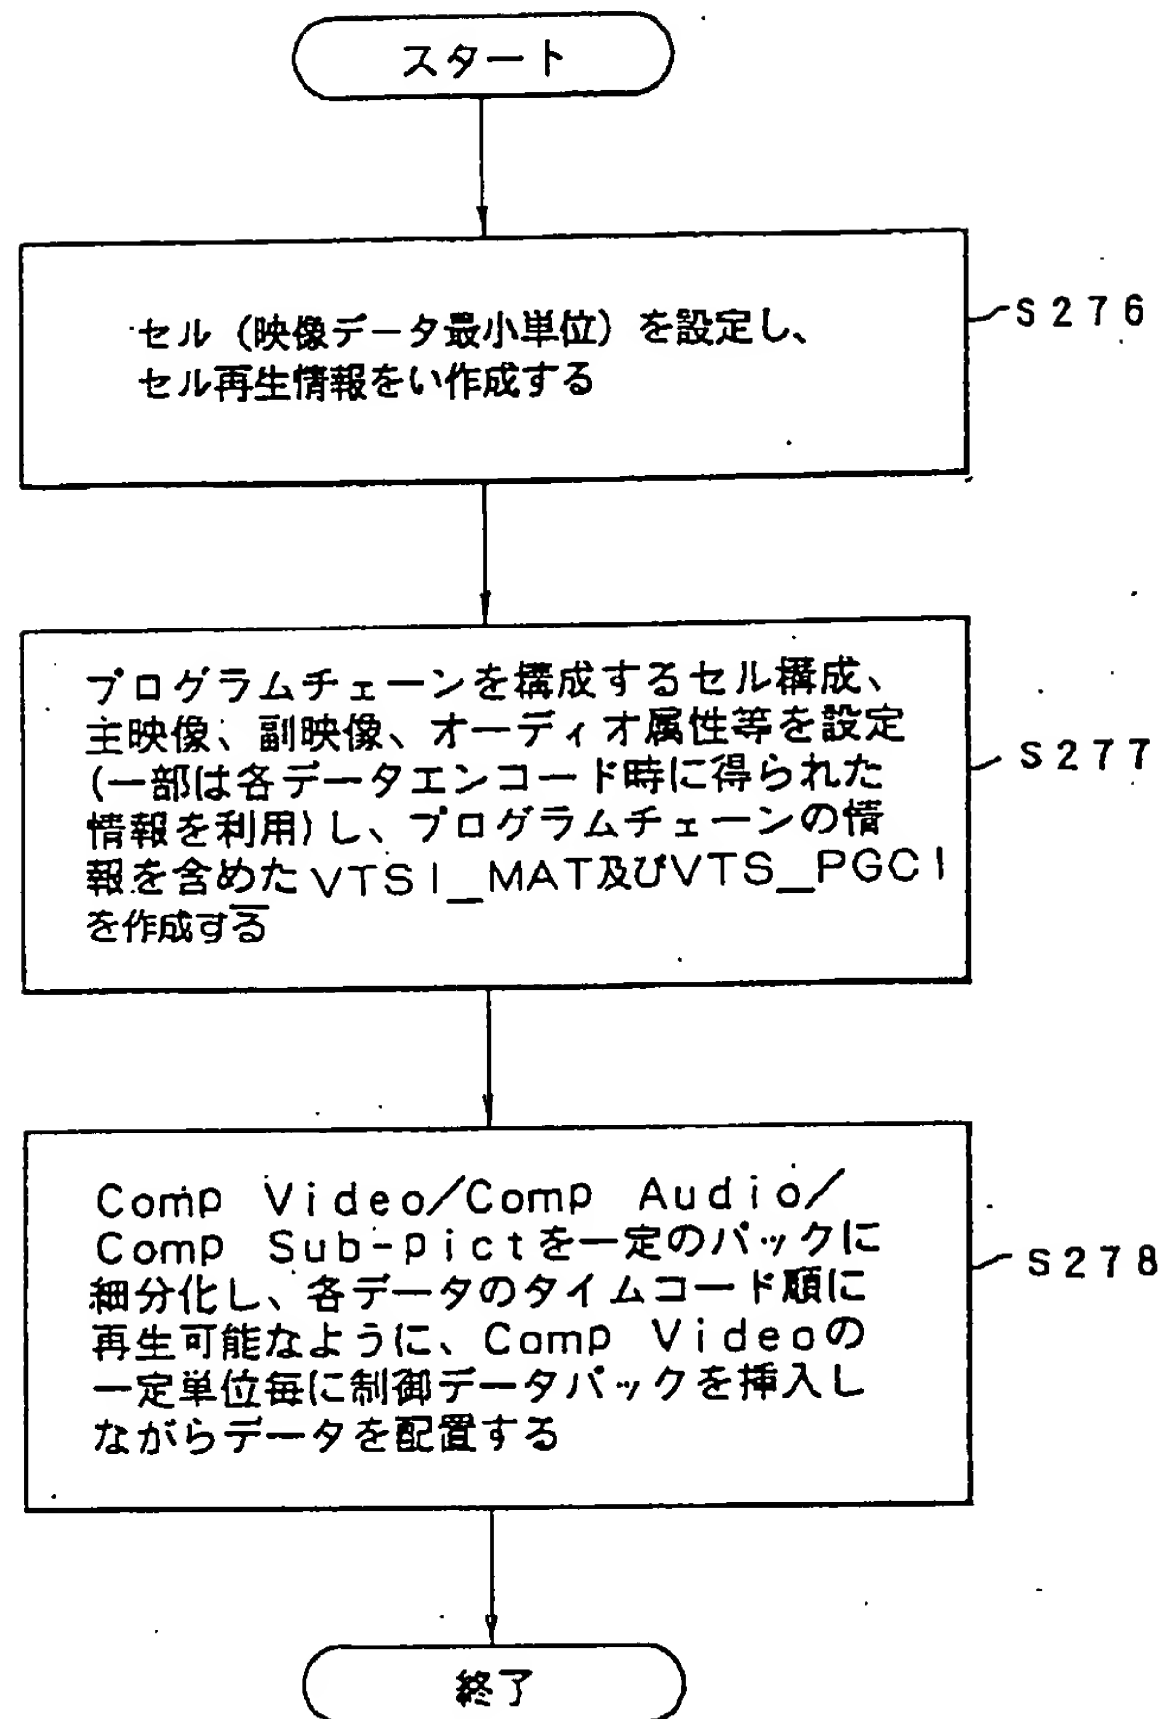 スタート
セル（映像データ最小単位）を設定し、
セル再生情報をい作成する
S276
プログラムチェーンを構成するセル構成、
主映像、副映像、オーディオ属性等を設定
(一部は各データエンコード時に得られた
情報を利用)し、プログラムチェーンの情
報を含めたVTSI_MAT及びVTS_PGCI
を作成する
S277
Comp Video/Comp Audio/
Comp Sub-pictを一定のパックに
細分化し、各データのタイムコード順に
再生可能なように、Comp Videoの
一定単位毎に制御データパックを挿入し
ながらデータを配置する
S278
終了